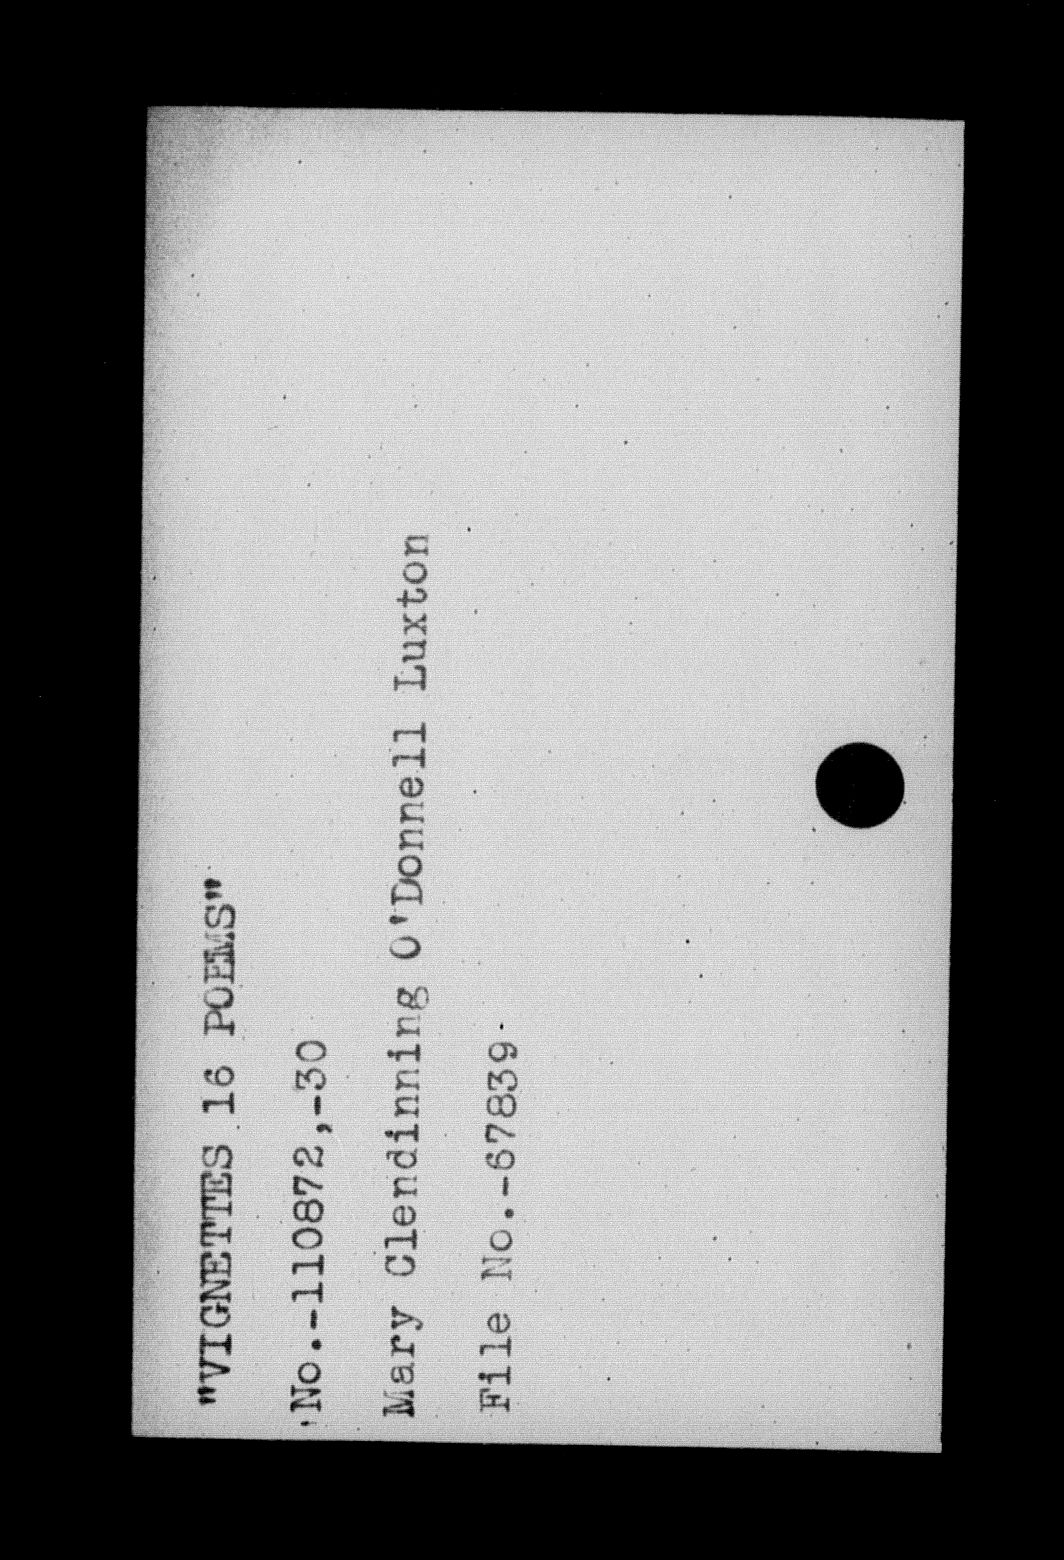 "VIGNETTES 16 POEMS"
No.-110872,-30
Mary Clendinning O'Donnell Luxton
File No.-67839